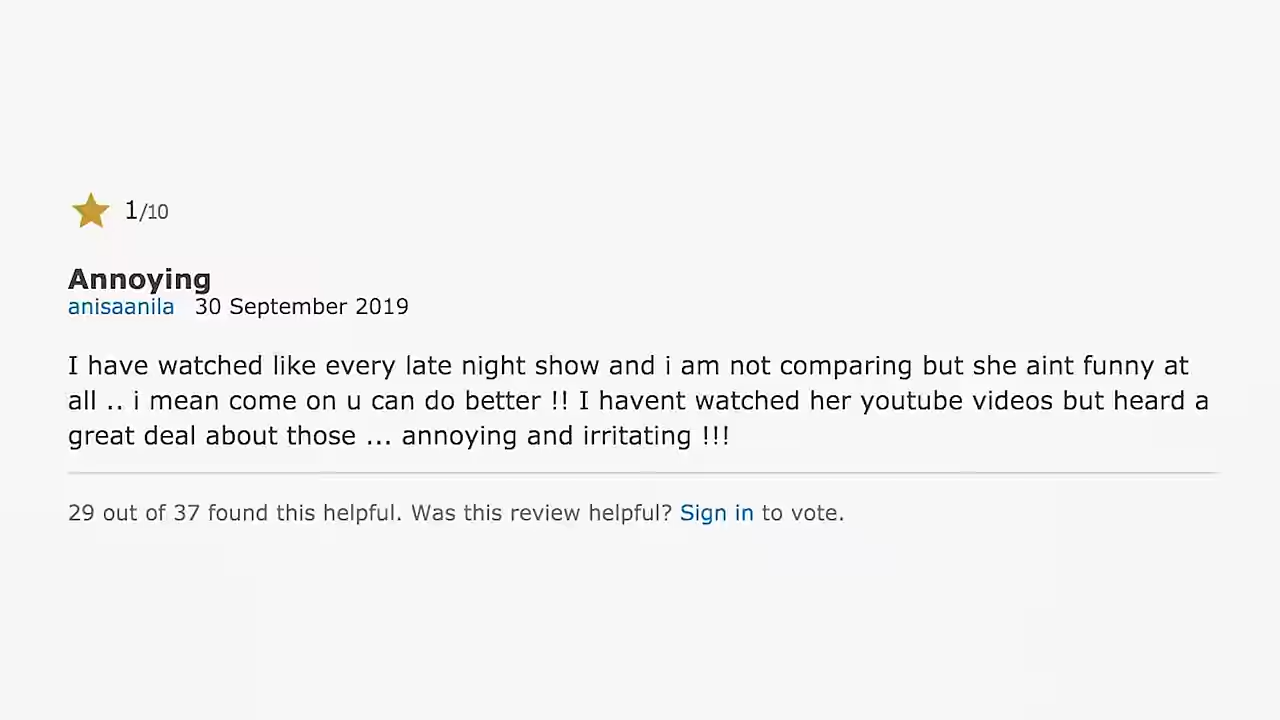 1/10
Annoying
anisaanila 30 September 2019
I have watched like every late night show and i am not comparing but she aint funny at
all .. i mean come on u can do better !! I havent watched her youtube videos but heard a
great deal about those ... annoying and irritating !!!
29 out of 37 found this helpful. Was this review helpful? Sign in to vote.